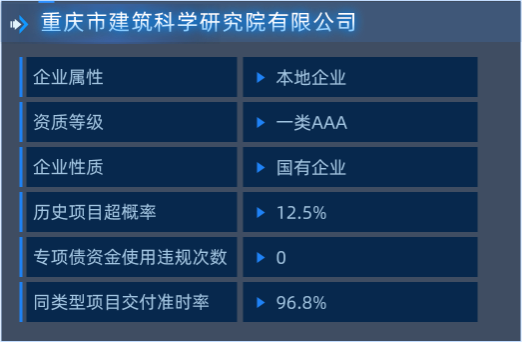 重庆市建筑科学研究院有限公司
企业属性 本地企业
资质等级 一类AAA
企业性质 国有企业
历史项目超概率 12.5%
专项债资金使用违规次数 0
同类型项目交付准时率 96.8%